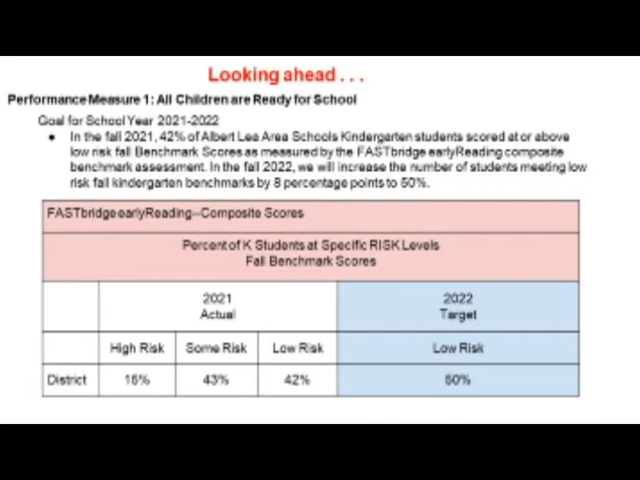 Looking ahead . . .
Performance Measure 1: All Children are Ready for School
Goal for School Year 2021-2022
● In the fall 2021, 42% of Albert Lea Area Schools Kindergarten students scored at or above
low risk fall Benchmark Scores as measured by the FASTbridge earlyReading composite
benchmark assessment. In the fall 2022, we will increase the number of students meeting low
risk fall kindergarten benchmarks by 8 percentage points to 50%.
FASTbridge earlyReading--Composite Scores
Percent of K Students at Specific RISK Levels
Fall Benchmark Scores
2021 2022
Actual Target
High Risk Some Risk Low Risk Low Risk
District 15% 43% 42% 50%